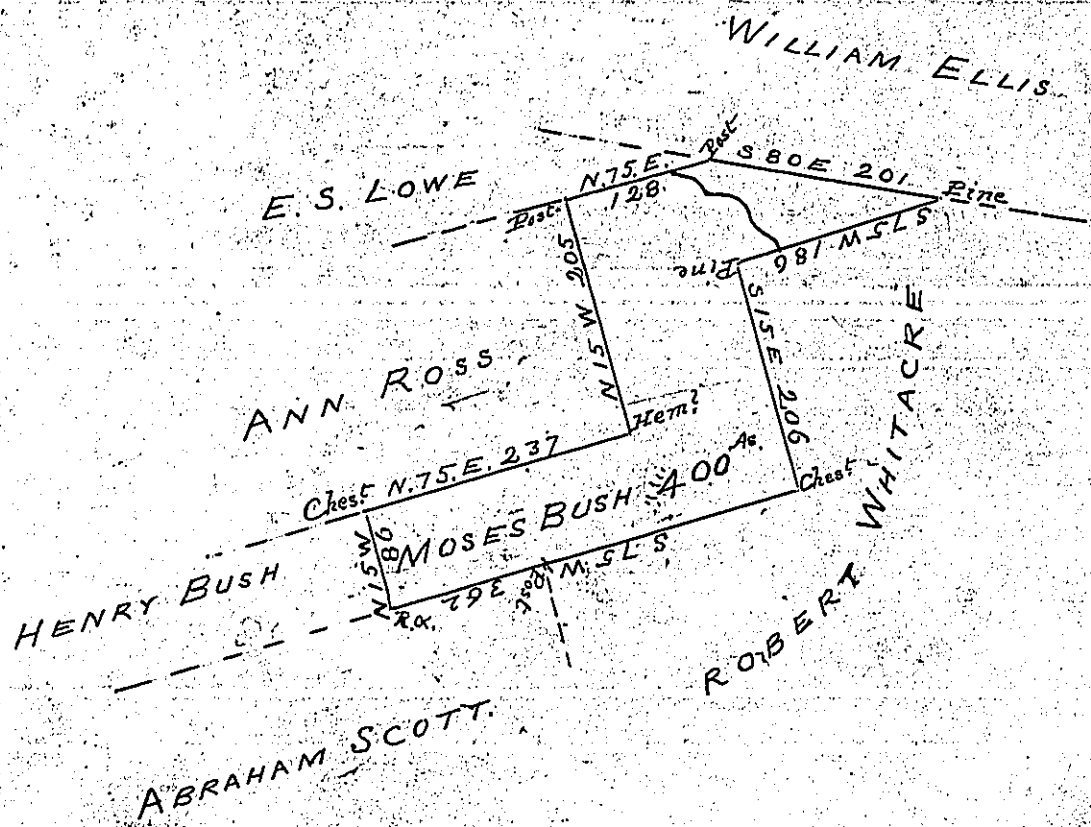 WILLIAM ELLIS
E. S. LOWE
Post
N. 75. E.
128.
Post
S 80 E 201.
Pine
S 75 W 186
Pine
N 15 W 205
S 15 E 206
ANN ROSS
Hem?
Chest N. 75. E. 237
MOSES BUSH 400 As.
Chest
ROBERT WHITACRE
HENRY BUSH
N 15 W
86
S 75 W
362
Post
R.O.
ABRAHAM SCOTT.